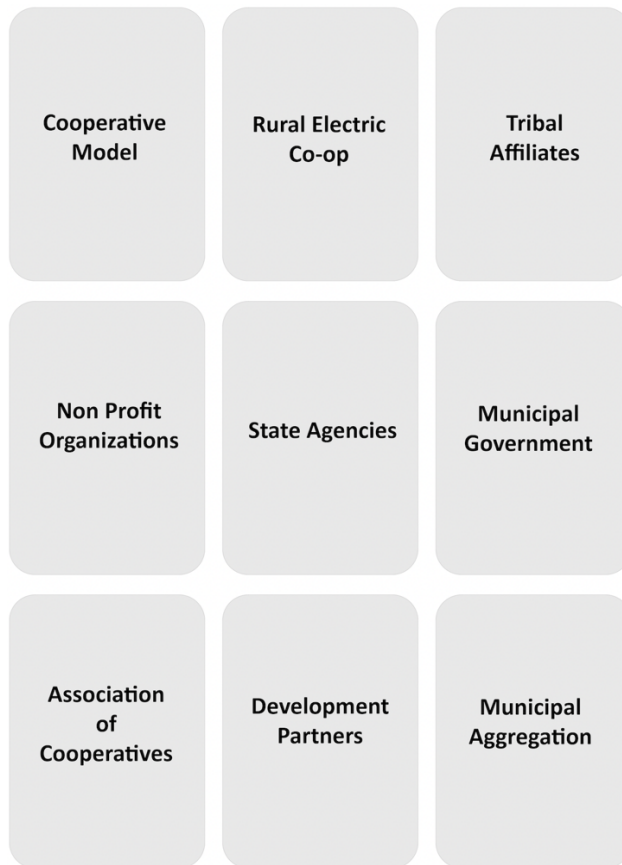 Cooperative
Model
Rural Electric
Co-op
Tribal
Affiliates
Non Profit
Organizations
State Agencies
Municipal
Government
Association
of
Cooperatives
Development
Partners
Municipal
Aggregation